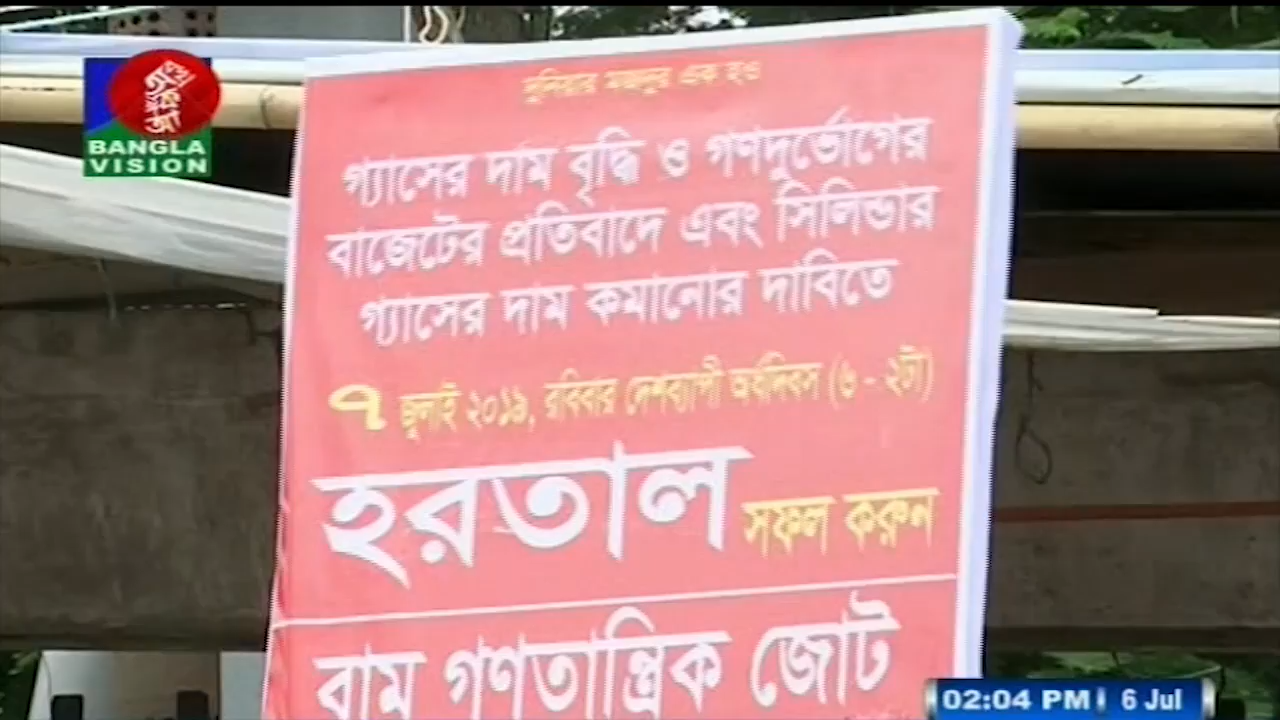 দুনিয়ার মজদুর এক হও
গ্যাসের দাম বৃদ্ধি ও গণদুর্ভোগের
বাজেটের প্রতিবাদে এবং সিলিন্ডার
গ্যাসের দাম কমানোর দাবিতে
৭ জুলাই ২০১৯, রবিবার দেশব্যাপী অর্ধদিবস (৬ - ২টা)
হরতাল সফল করুন
বাম গণতান্ত্রিক জোট
BANGLA
VISION
02:04 PM 6 Jul